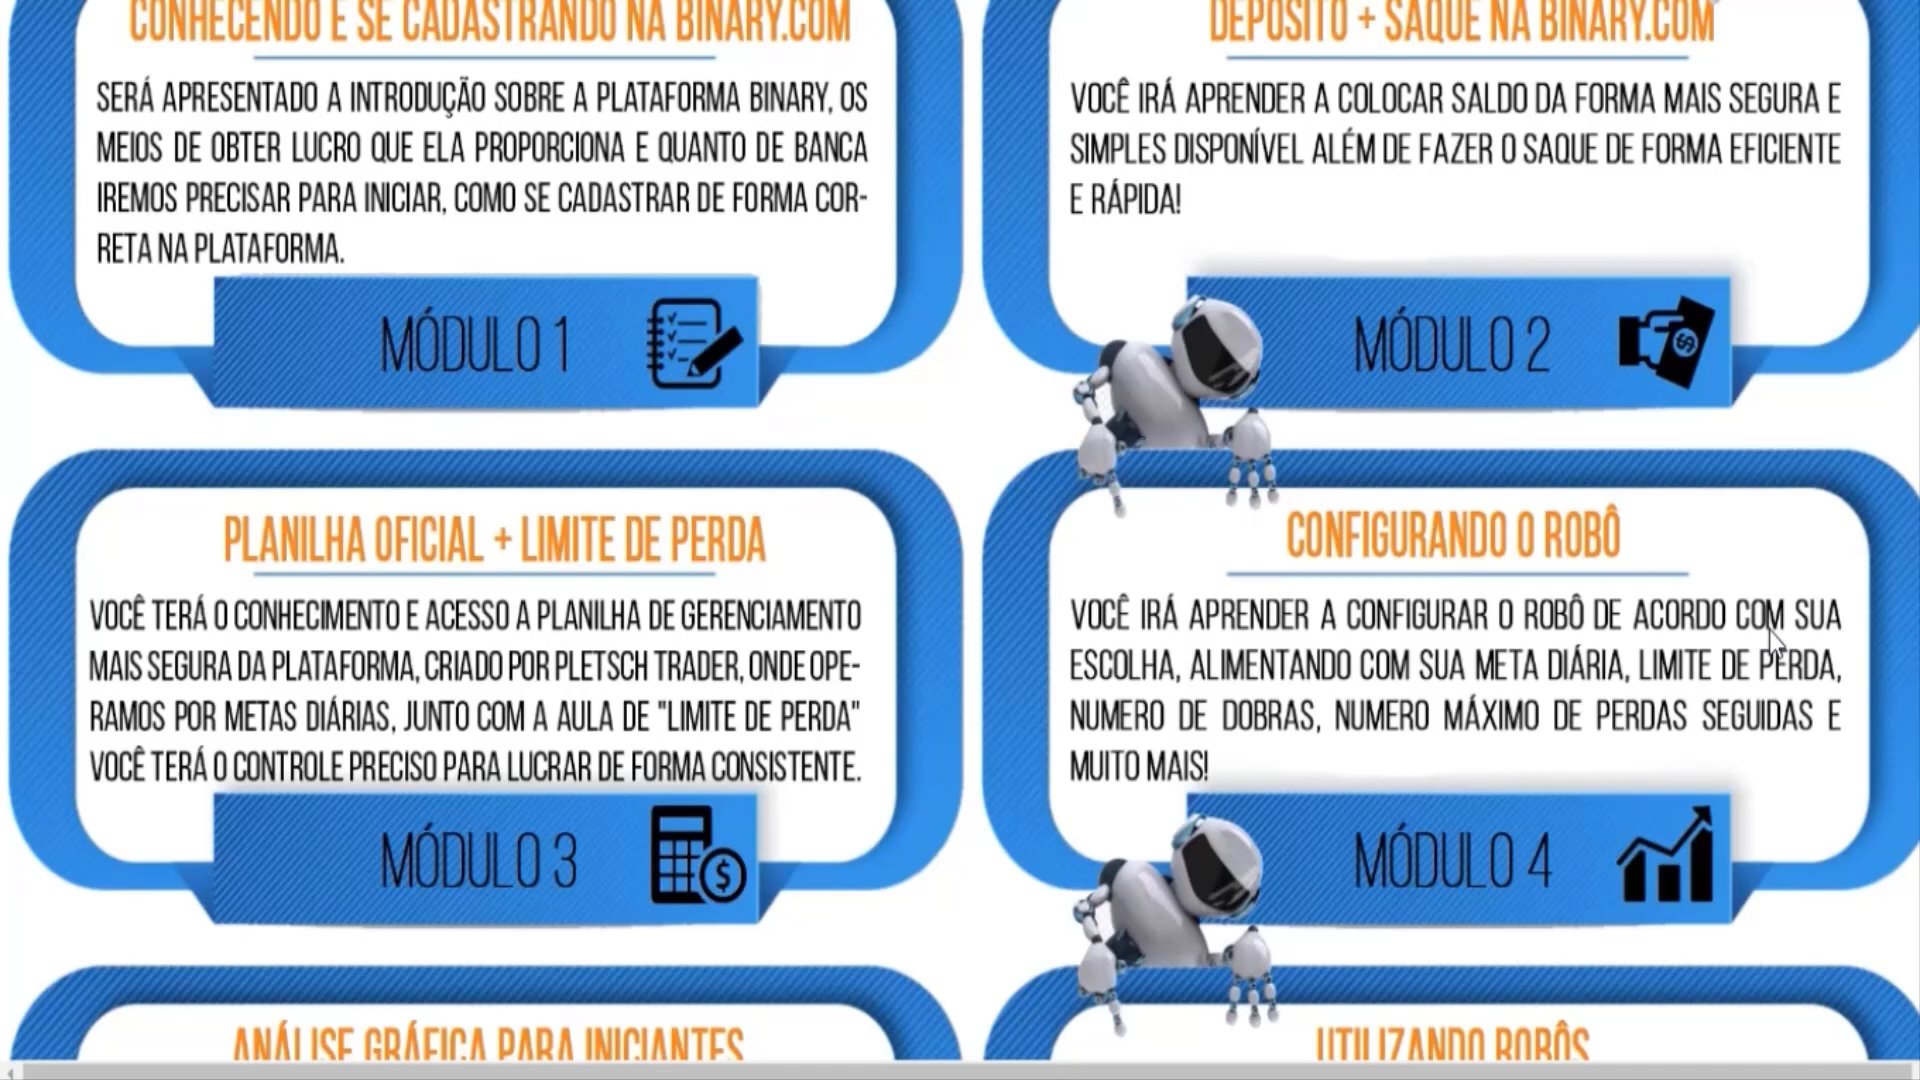 CONHECENDO E SE CADASTRANDO NA BINARY.COM
SERÁ APRESENTADO A INTRODUÇÃO SOBRE A PLATAFORMA BINARY, OS
MEIOS DE OBTER LUCRO QUE ELA PROPORCIONA E QUANTO DE BANCA
IREMOS PRECISAR PARA INICIAR, COMO SE CADASTRAR DE FORMA COR-
RETA NA PLATAFORMA.
MÓDULO 1
DEPÓSITO + SAQUE NA BINARY.COM
VOCÊ IRÁ APRENDER A COLOCAR SALDO DA FORMA MAIS SEGURA E
SIMPLES DISPONÍVEL ALÉM DE FAZER O SAQUE DE FORMA EFICIENTE
E RÁPIDA!
MÓDULO 2
PLANILHA OFICIAL + LIMITE DE PERDA
VOCÊ TERÁ O CONHECIMENTO E ACESSO A PLANILHA DE GERENCIAMENTO
MAIS SEGURA DA PLATAFORMA, CRIADO POR PLETSCH TRADER, ONDE OPE-
RAMOS POR METAS DIÁRIAS, JUNTO COM A AULA DE "LIMITE DE PERDA"
VOCÊ TERÁ O CONTROLE PRECISO PARA LUCRAR DE FORMA CONSISTENTE.
MÓDULO 3
CONFIGURANDO O ROBÔ
VOCÊ IRÁ APRENDER A CONFIGURAR O ROBÔ DE ACORDO COM SUA
ESCOLHA, ALIMENTANDO COM SUA META DIÁRIA, LIMITE DE PERDA,
NUMERO DE DOBRAS, NUMERO MÁXIMO DE PERDAS SEGUIDAS E
MUITO MAIS!
MÓDULO 4
ANÁLISE GRÁFICA PARA INICIANTES
UTILIZANDO ROBÔS